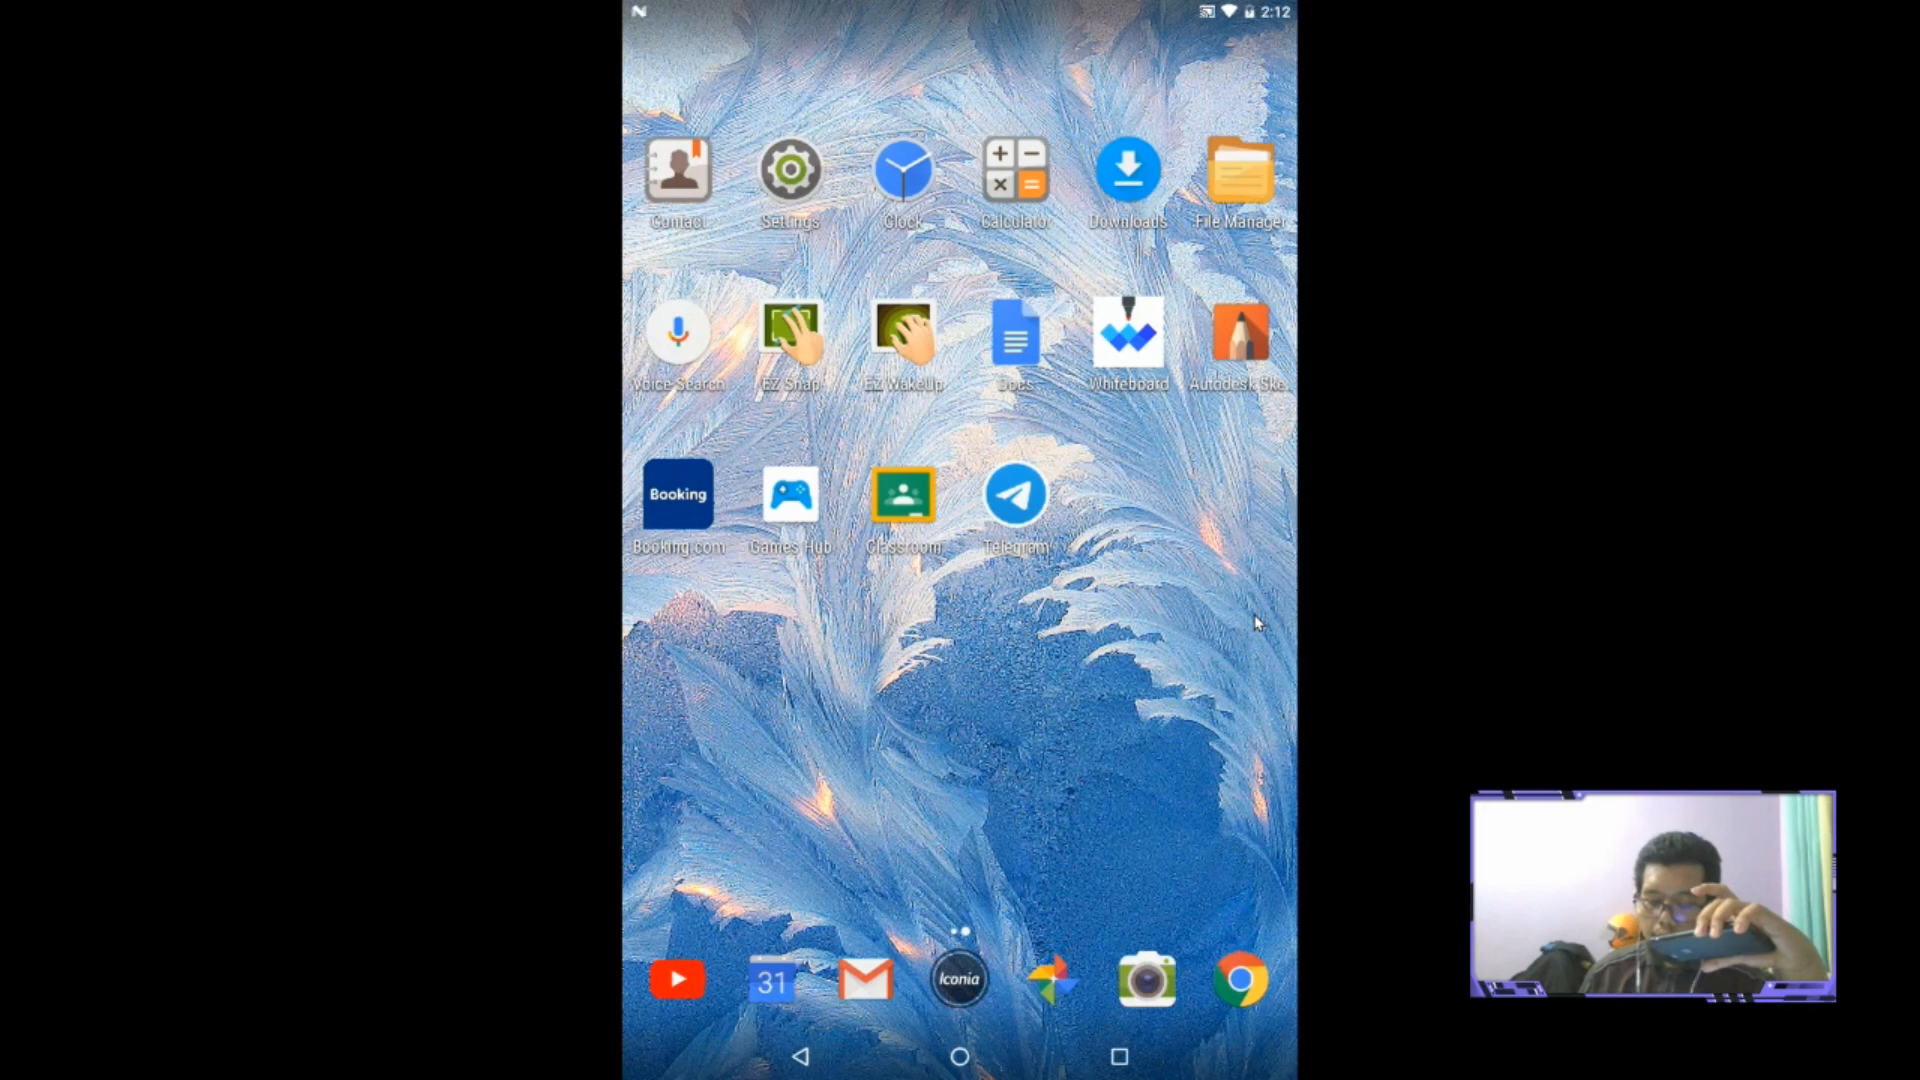 2:12
Contact Settings Clock Calculator Downloads File Manager
Voice Search EZ Snap EZ WakeUp Docs Whiteboard Autodesk Ske..
Booking
Booking.com Games Hub Classroom Telegram
31 Iconia